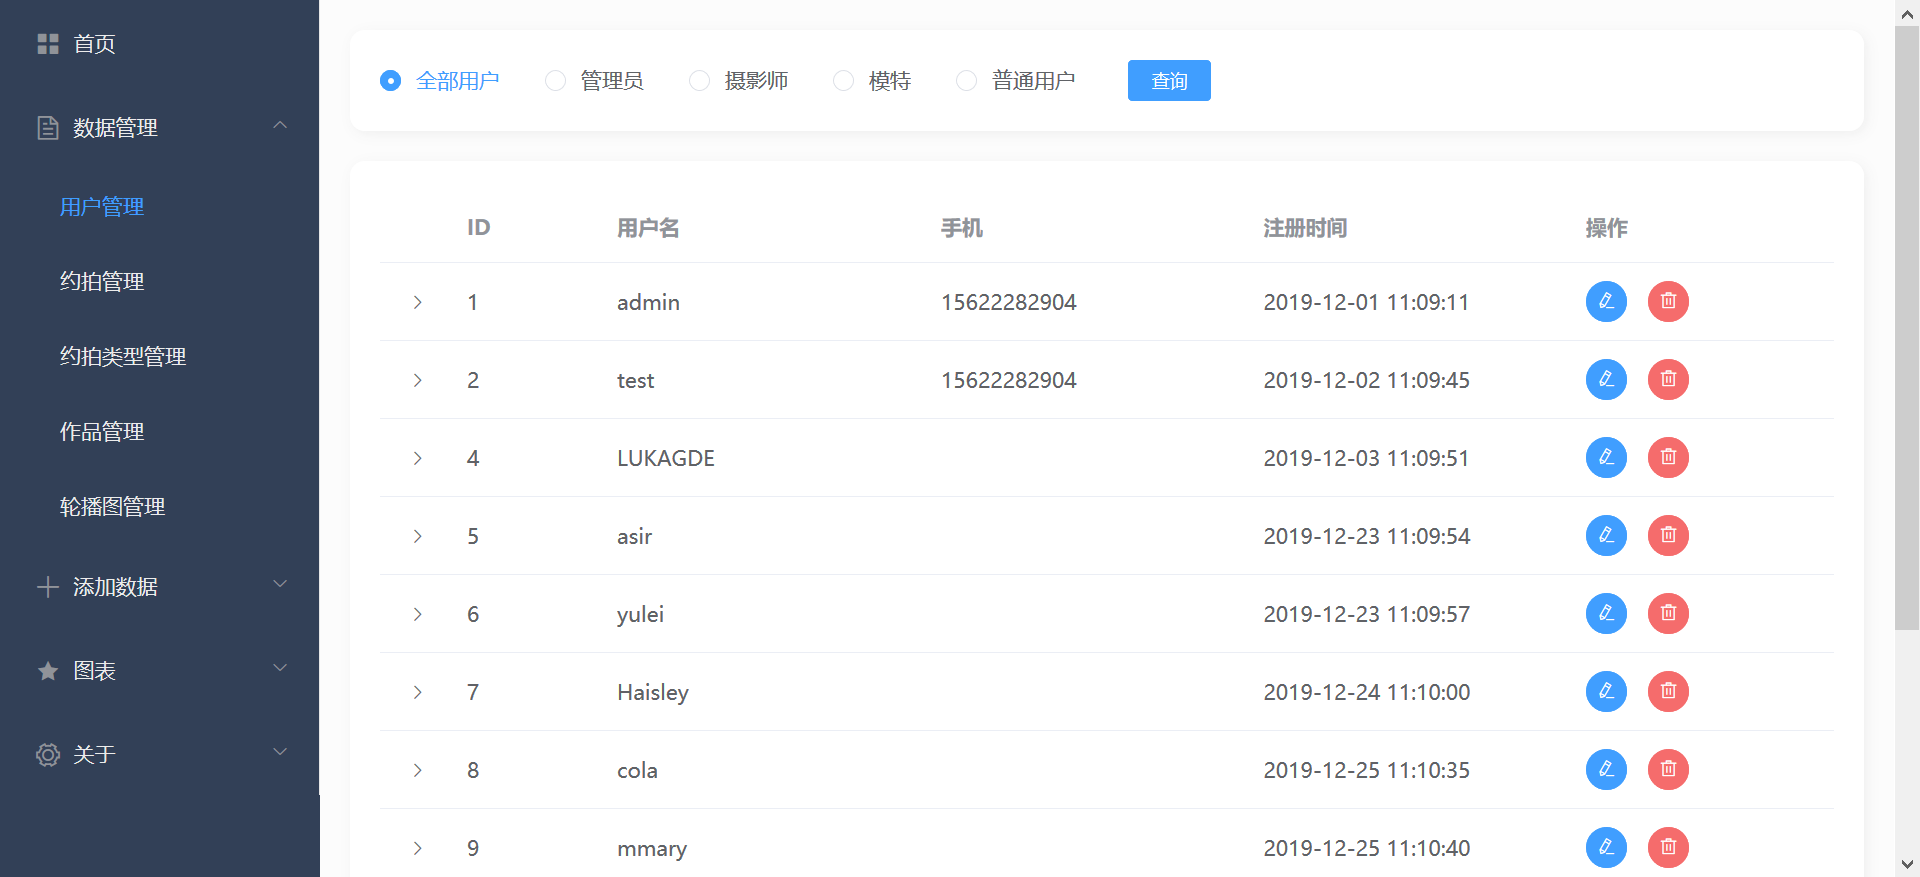 首页
数据管理
用户管理
约拍管理
约拍类型管理
作品管理
轮播图管理
添加数据
图表
关于
全部用户 管理员 摄影师 模特 普通用户 查询
ID 用户名 手机 注册时间 操作
1 admin 15622282904 2019-12-01 11:09:11
2 test 15622282904 2019-12-02 11:09:45
4 LUKAGDE 2019-12-03 11:09:51
5 asir 2019-12-23 11:09:54
6 yulei 2019-12-23 11:09:57
7 Haisley 2019-12-24 11:10:00
8 cola 2019-12-25 11:10:35
9 mmary 2019-12-25 11:10:40